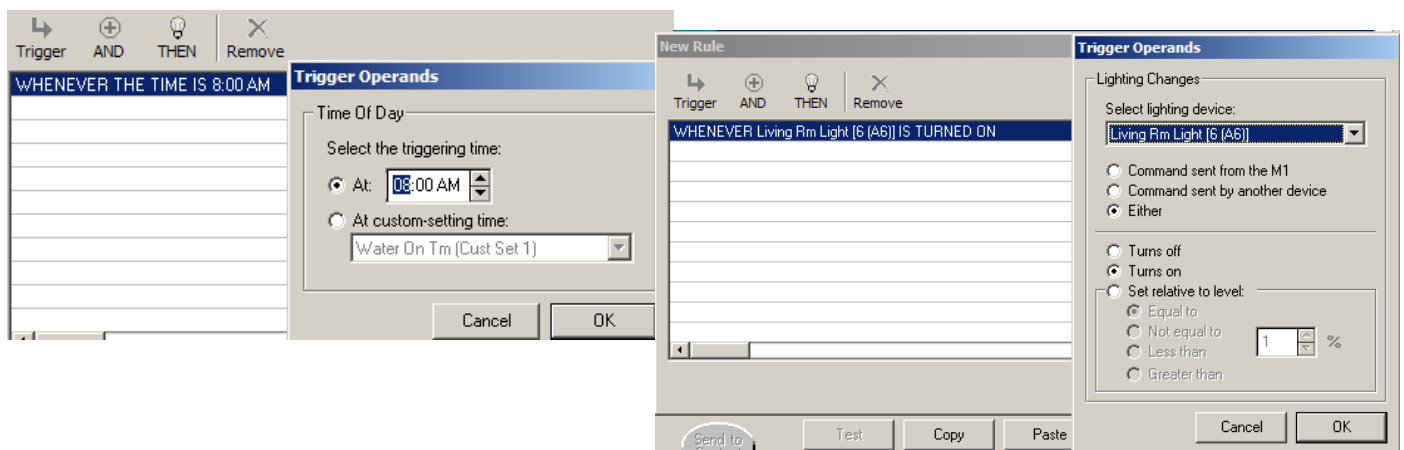 Trigger AND THEN Remove
WHENEVER THE TIME IS 8:00 AM
Trigger Operands
Time Of Day
Select the triggering time:
At: 08:00 AM
At custom-setting time:
Water On Tm (Cust Set 1)
Cancel OK
New Rule
Trigger AND THEN Remove
WHENEVER Living Rm Light [6 (A6)] IS TURNED ON
Send to
Test Copy Paste
Trigger Operands
Lighting Changes
Select lighting device:
Living Rm Light [6 (A6)]
Command sent from the M1
Command sent by another device
Either
Turns off
Turns on
Set relative to level:
Equal to
Not equal to
Less than
Greater than
1 %
Cancel OK